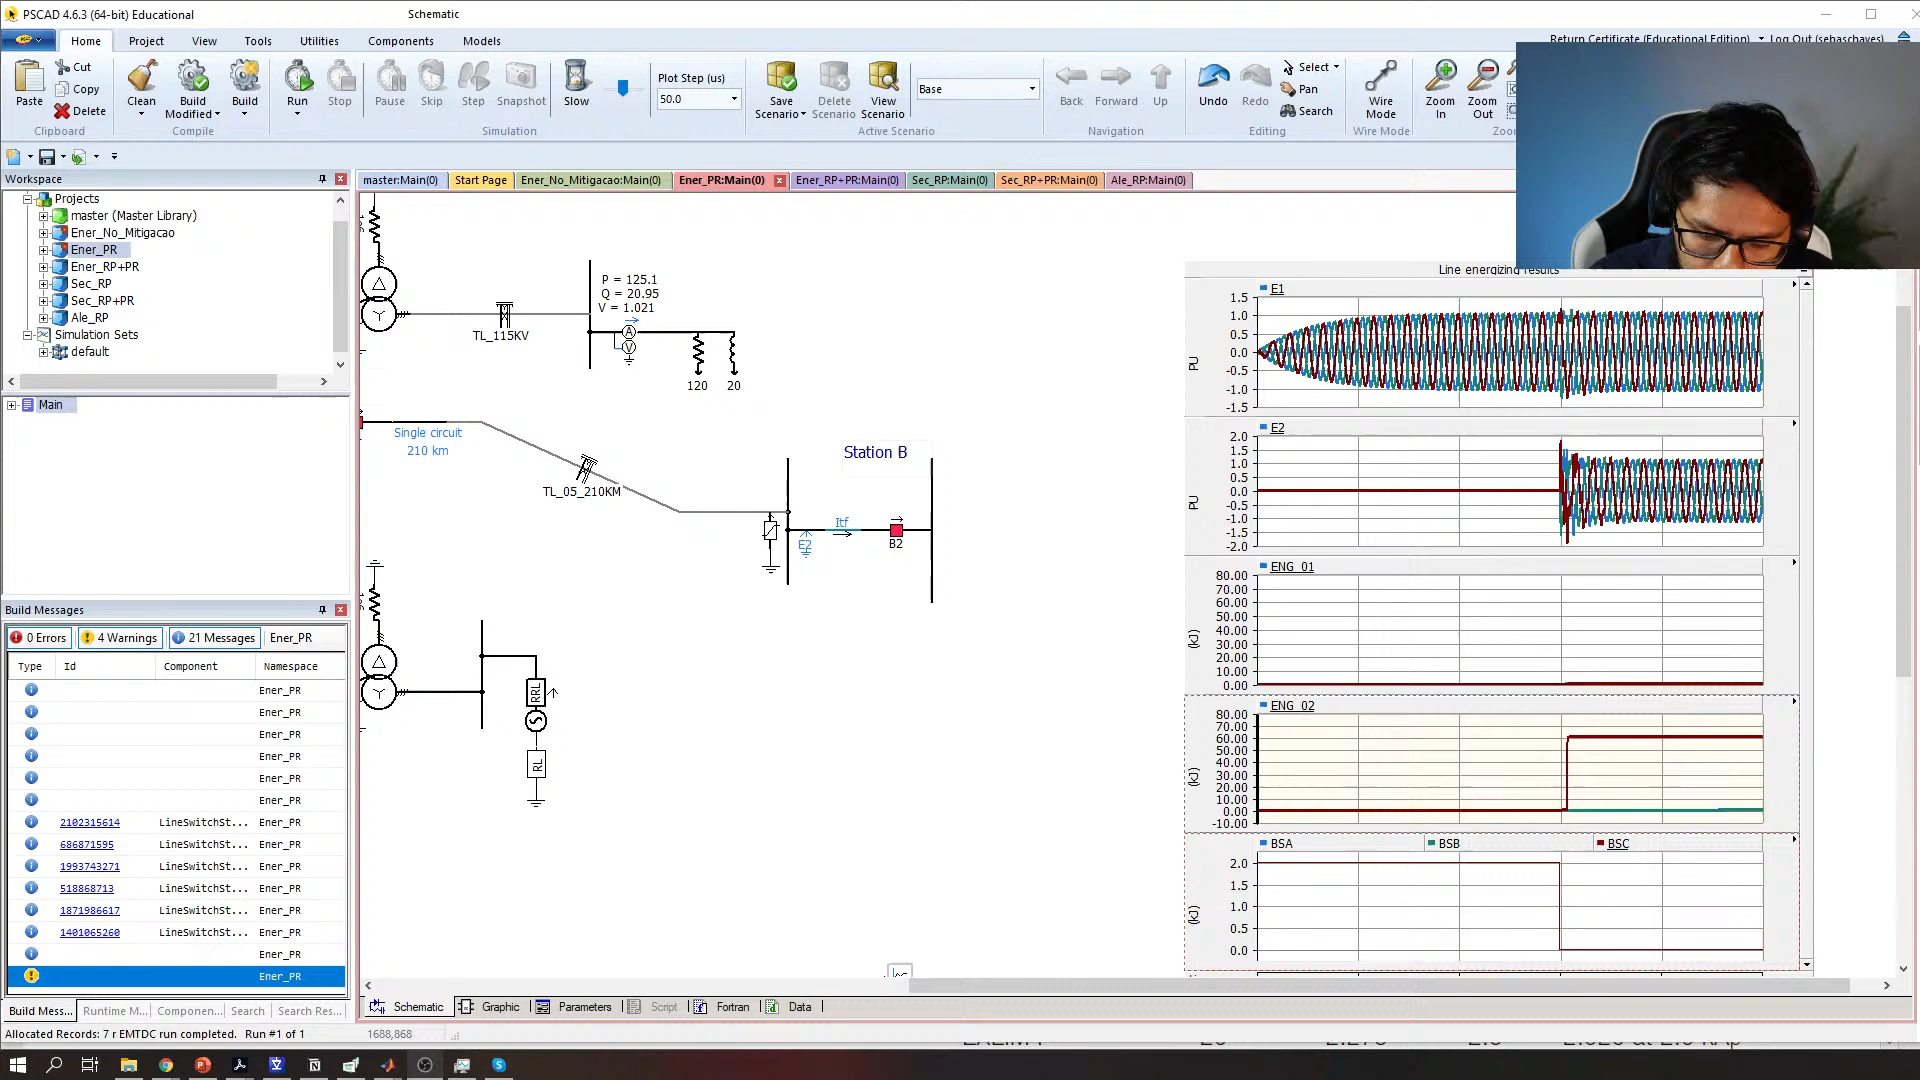 PSCAD 4.6.3 (64-bit) Educational
Schematic
Home
Project
View
Tools
Utilities
Components
Models
Return Certificate (Educational Edition)
Log Out (sebaschaves)
Paste
Cut
Copy
Delete
Clipboard
Clean
Build Modified
Build
Compile
Run
Stop
Pause
Skip
Step
Snapshot
Slow
Plot Step (us)
50.0
Simulation
Save Scenario
Delete Scenario
View Scenario
Base
Active Scenario
Back
Forward
Up
Navigation
Undo
Redo
Select
Pan
Search
Editing
Wire Mode
Wire Mode
Zoom In
Zoom Out
Workspace
Projects
master (Master Library)
Ener_No_Mitigacao
Ener_PR
Ener_RP+PR
Sec_RP
Sec_RP+PR
Ale_RP
Simulation Sets
default
Main
master:Main(0)
Start Page
Ener_No_Mitigacao:Main(0)
Ener_PR:Main(0)
Ener_RP+PR:Main(0)
Sec_RP:Main(0)
Sec_RP+PR:Main(0)
Ale_RP:Main(0)
P = 125.1
Q = 20.95
V = 1.021
A
V
TL_115KV
120
20
Single circuit
210 km
TL_05_210KM
Station B
E2
Itf
B2
RRL
RL
Line energizing results
E1
PU
1.5
1.0
0.5
0.0
-0.5
-1.0
-1.5
E2
PU
2.0
1.5
1.0
0.5
0.0
-0.5
-1.0
-1.5
-2.0
ENG_01
(kJ)
80.00
70.00
60.00
50.00
40.00
30.00
20.00
10.00
0.00
ENG_02
(kJ)
80.00
70.00
60.00
50.00
40.00
30.00
20.00
10.00
0.00
-10.00
BSA
BSB
BSC
(kJ)
2.0
1.5
1.0
0.5
0.0
Build Messages
0 Errors
4 Warnings
21 Messages
Ener_PR
Type
Id
Component
Namespace
Ener_PR
Ener_PR
Ener_PR
Ener_PR
Ener_PR
Ener_PR
2102315614 LineSwitchSt... Ener_PR
686871595 LineSwitchSt... Ener_PR
1993743271 LineSwitchSt... Ener_PR
518868713 LineSwitchSt... Ener_PR
1871986617 LineSwitchSt... Ener_PR
1401065260 LineSwitchSt... Ener_PR
Ener_PR
Ener_PR
Build Mess...
Runtime M...
Componen...
Search
Search Res...
Schematic
Graphic
Parameters
Script
Fortran
Data
Allocated Records: 7 r EMTDC run completed.
Run #1 of 1
1688,868